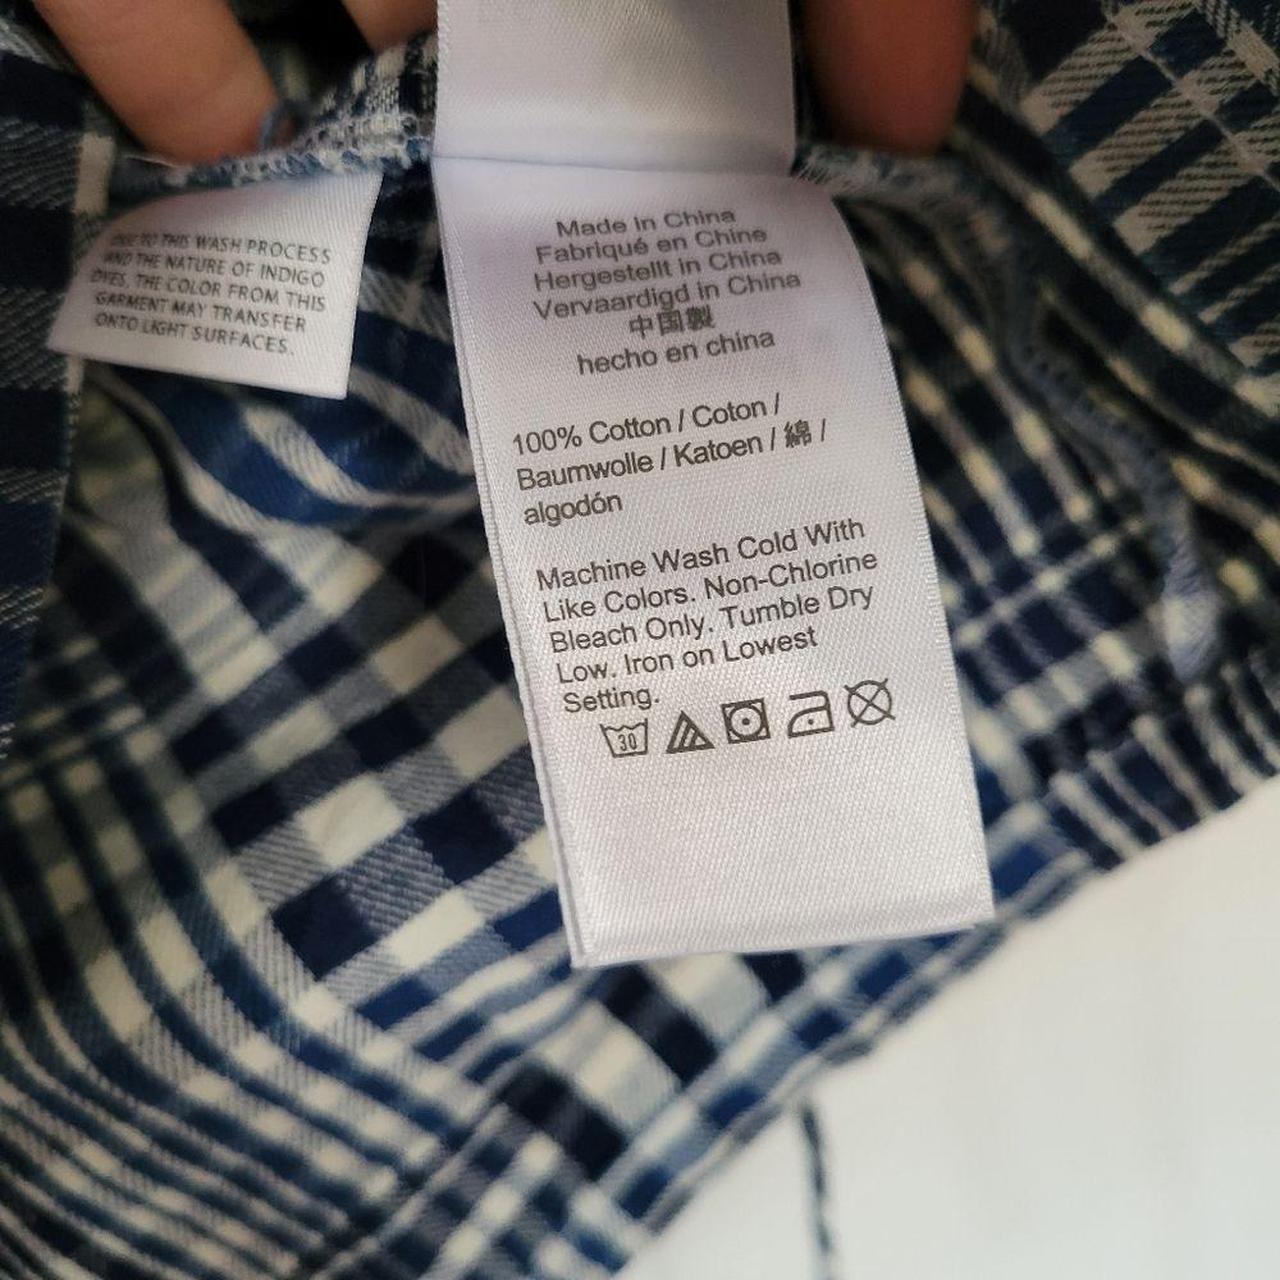 DUE TO THIS WASH PROCESS
AND THE NATURE OF INDIGO
DYES, THE COLOR FROM THIS
GARMENT MAY TRANSFER
ONTO LIGHT SURFACES.
Made in China
Fabriqué en Chine
Hergestellt in China
Vervaardigd in China
中国製
hecho en china
100% Cotton / Coton /
Baumwolle / Katoen / 綿 /
algodón
Machine Wash Cold With
Like Colors. Non-Chlorine
Bleach Only. Tumble Dry
Low. Iron on Lowest
Setting.
30